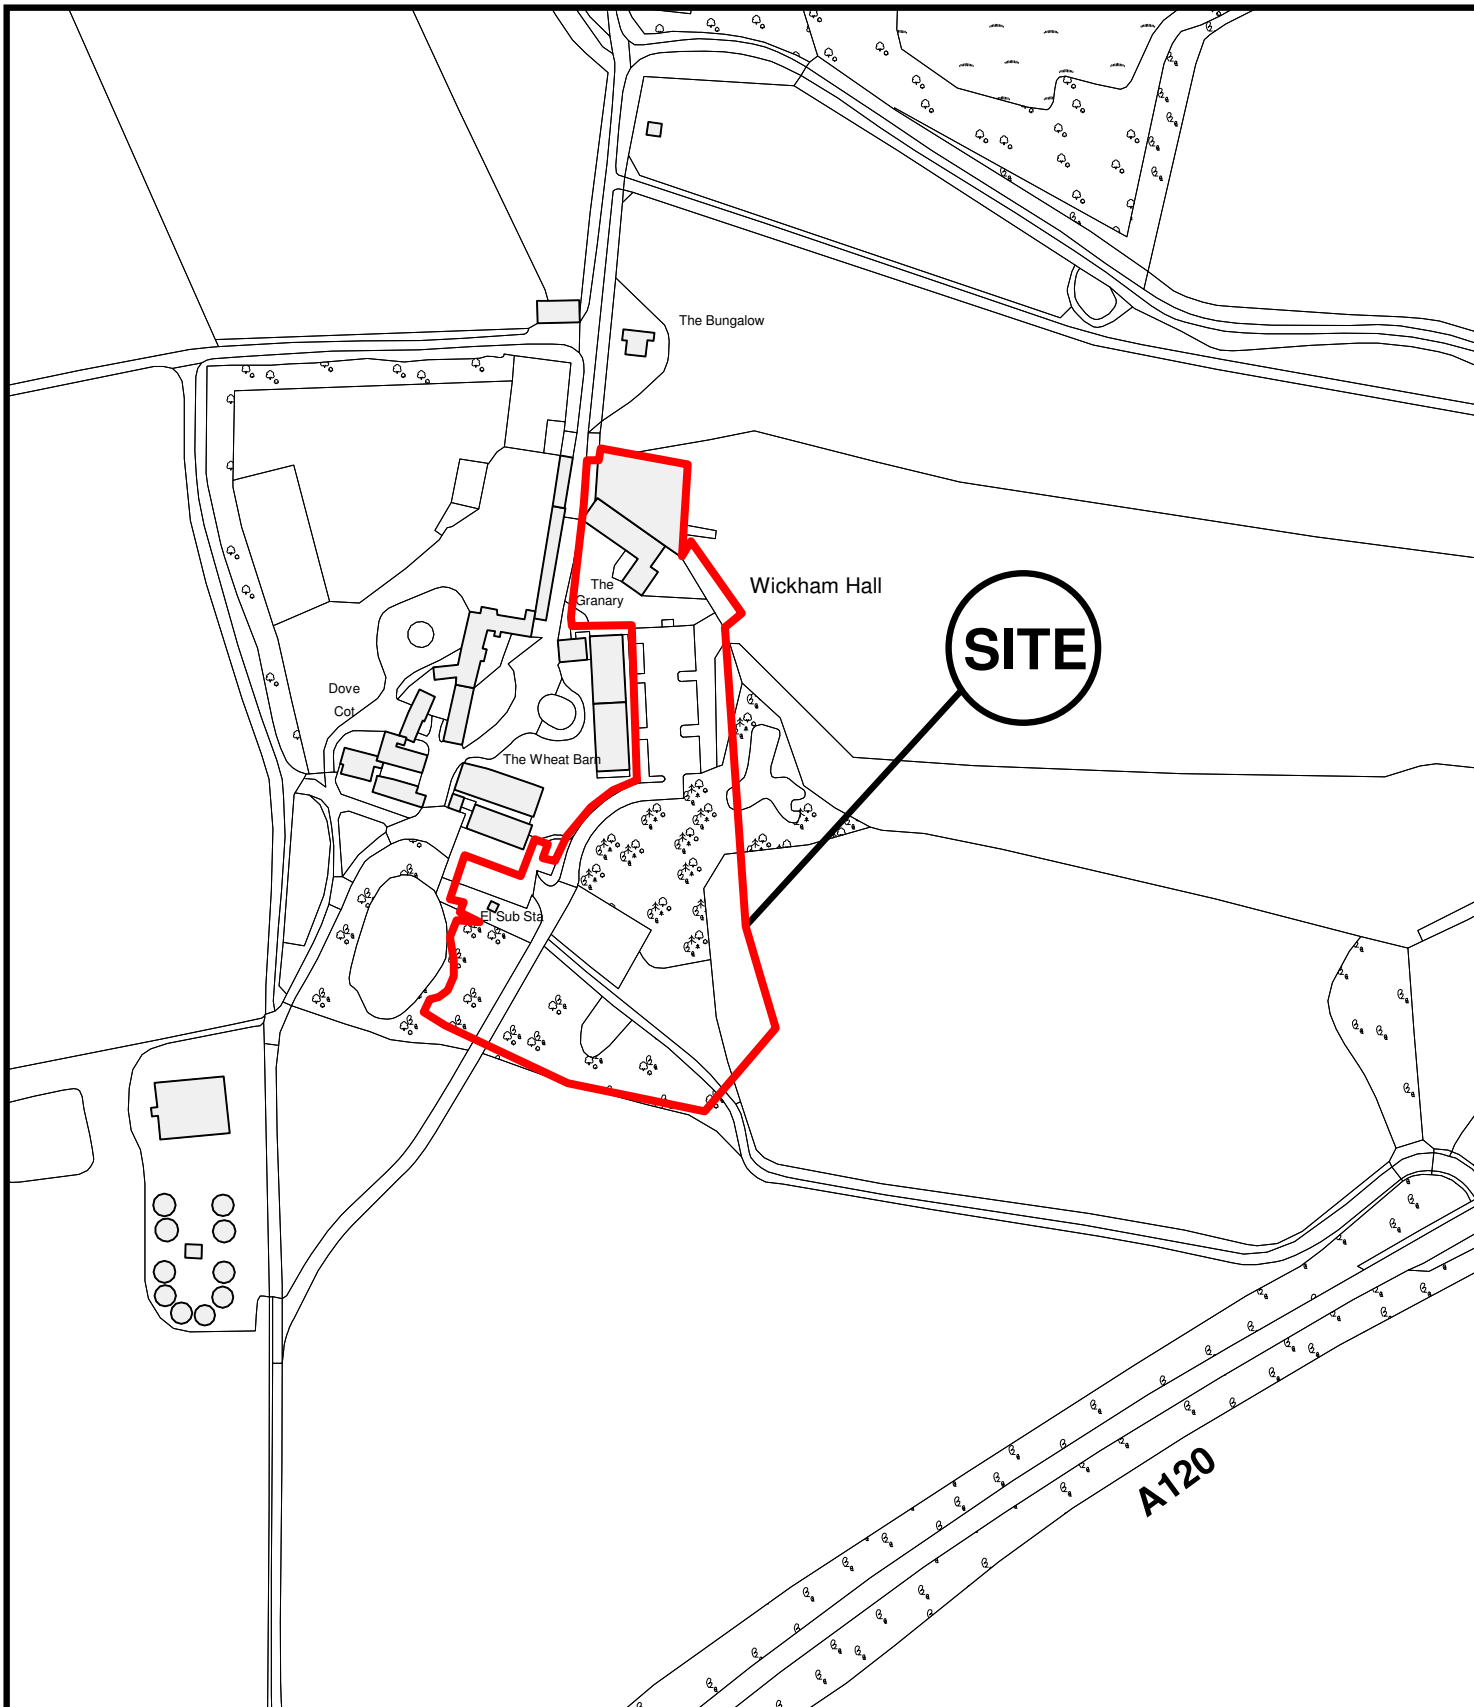 The Bungalow
Wickham Hall
The
Granary
SITE
Dove
Cot
The Wheat Barn
El Sub Sta
A120